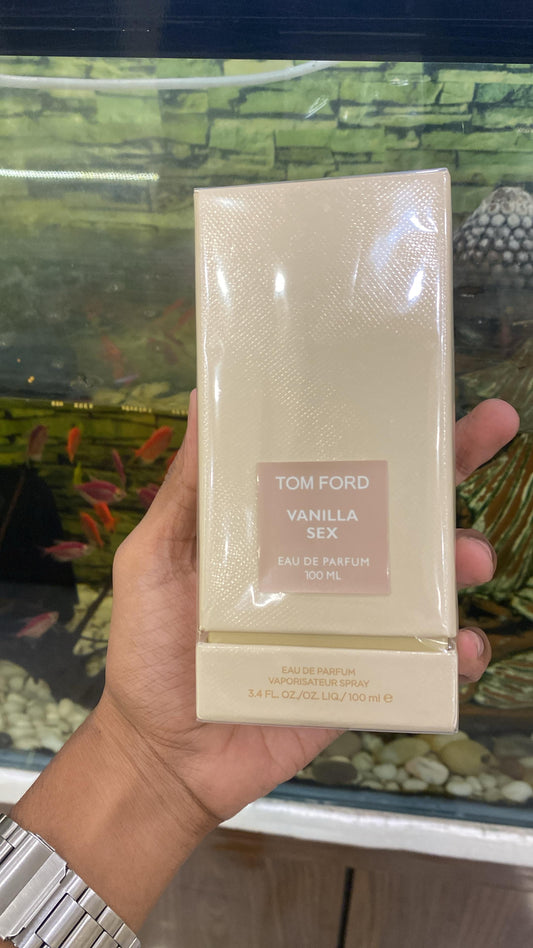 TOM FORD
VANILLA
SEX
EAU DE PARFUM
100 ML
EAU DE PARFUM
VAPORISATEUR SPRAY
3.4 FL. OZ./OZ. LIQ./100 ml ℮